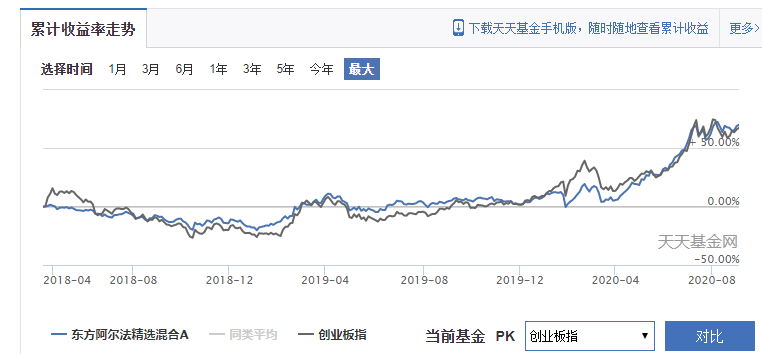 累计收益率走势 下载天天基金手机版，随时随地查看累计收益 更多>
选择时间 1月 3月 6月 1年 3年 5年 今年 最大
+ 50.00%
0.00%
天天基金网
-50.00%
2018-04 2018-08 2018-12 2019-04 2019-08 2019-12 2020-04 2020-08
东方阿尔法精选混合A 同类平均 创业板指 当前基金 PK 创业板指 对比